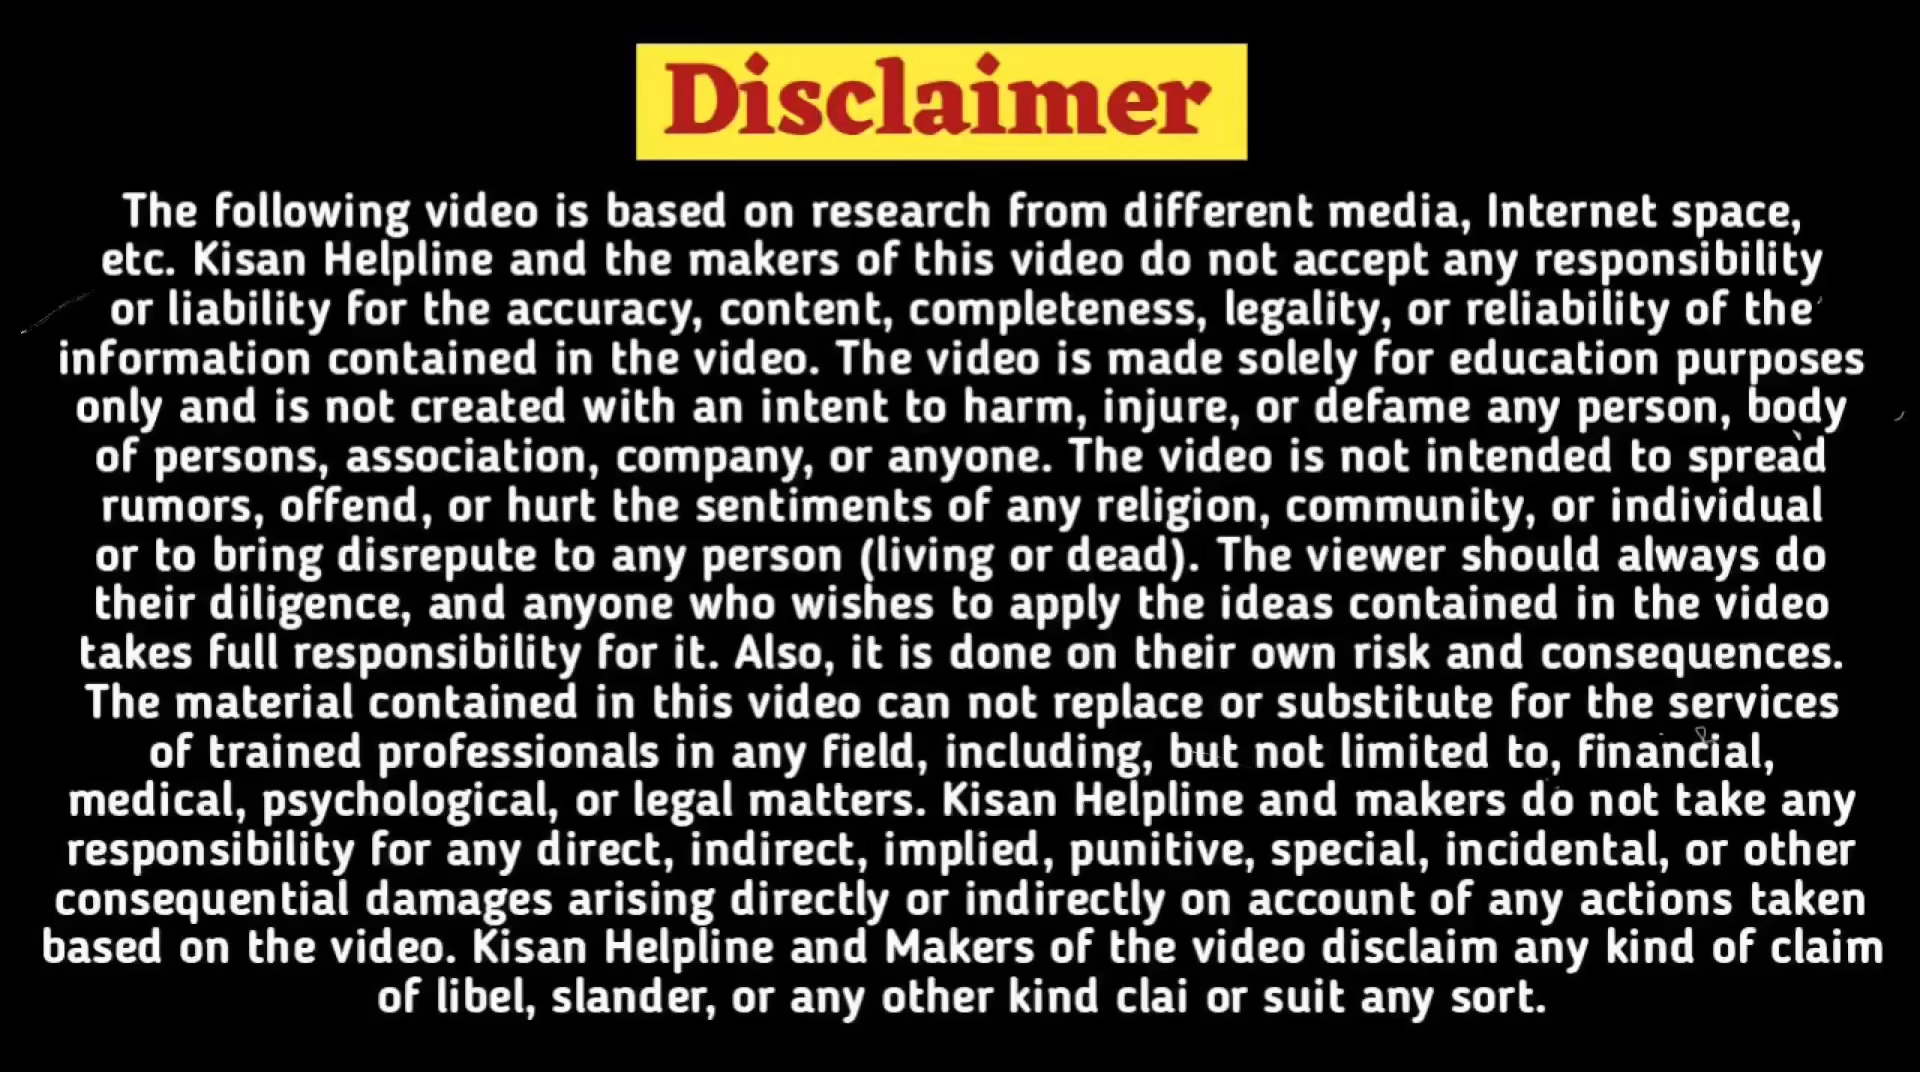 Disclaimer
The following video is based on research from different media, Internet space,
etc. Kisan Helpline and the makers of this video do not accept any responsibility
or liability for the accuracy, content, completeness, legality, or reliability of the
information contained in the video. The video is made solely for education purposes
only and is not created with an intent to harm, injure, or defame any person, body
of persons, association, company, or anyone. The video is not intended to spread
rumors, offend, or hurt the sentiments of any religion, community, or individual
or to bring disrepute to any person (living or dead). The viewer should always do
their diligence, and anyone who wishes to apply the ideas contained in the video
takes full responsibility for it. Also, it is done on their own risk and consequences.
The material contained in this video can not replace or substitute for the services
of trained professionals in any field, including, but not limited to, financial,
medical, psychological, or legal matters. Kisan Helpline and makers do not take any
responsibility for any direct, indirect, implied, punitive, special, incidental, or other
consequential damages arising directly or indirectly on account of any actions taken
based on the video. Kisan Helpline and Makers of the video disclaim any kind of claim
of libel, slander, or any other kind clai or suit any sort.